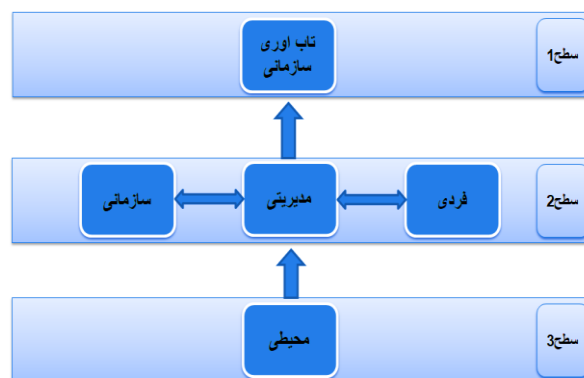 تاب اوری
سازمانی
سطح1
فردی
مدیریتی
سازمانی
سطح2
محیطی
سطح3